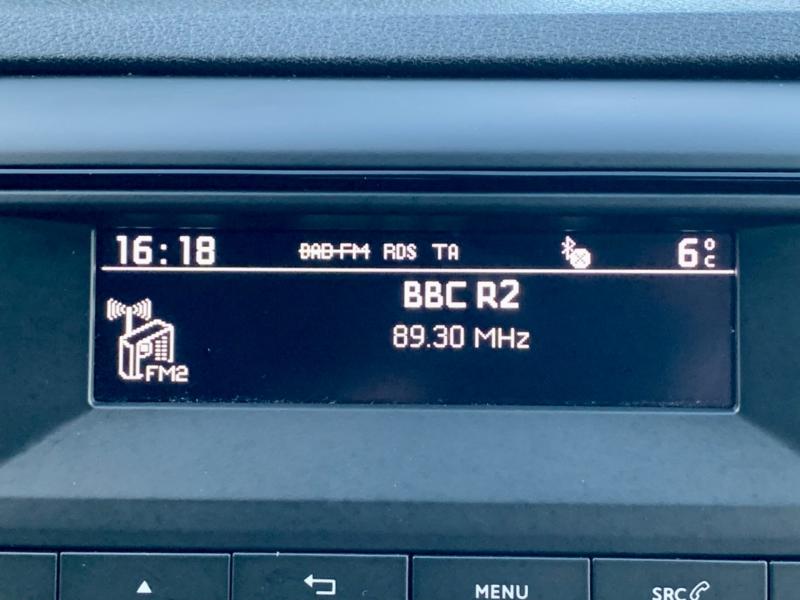 16:18 DAB-FM RDS TA 6°C
BBC R2
89.30 MHz
FM2
MENU SRC